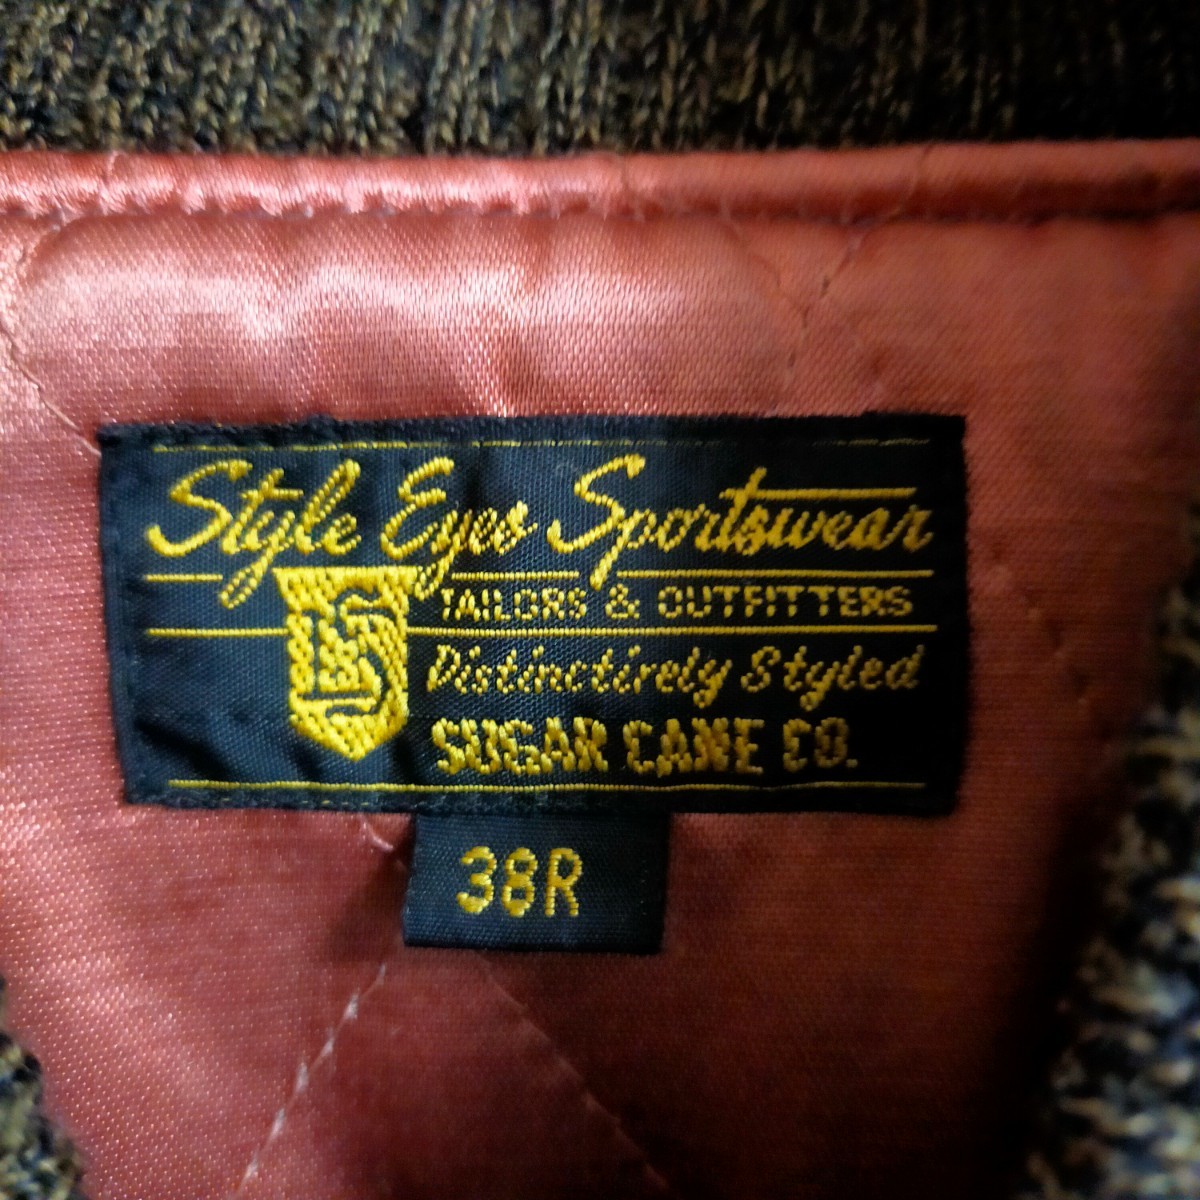 Style Eyes Sportswear
TAILORS & OUTFITTERS
Distinctively Styled
SUGAR CANE CO.
38R